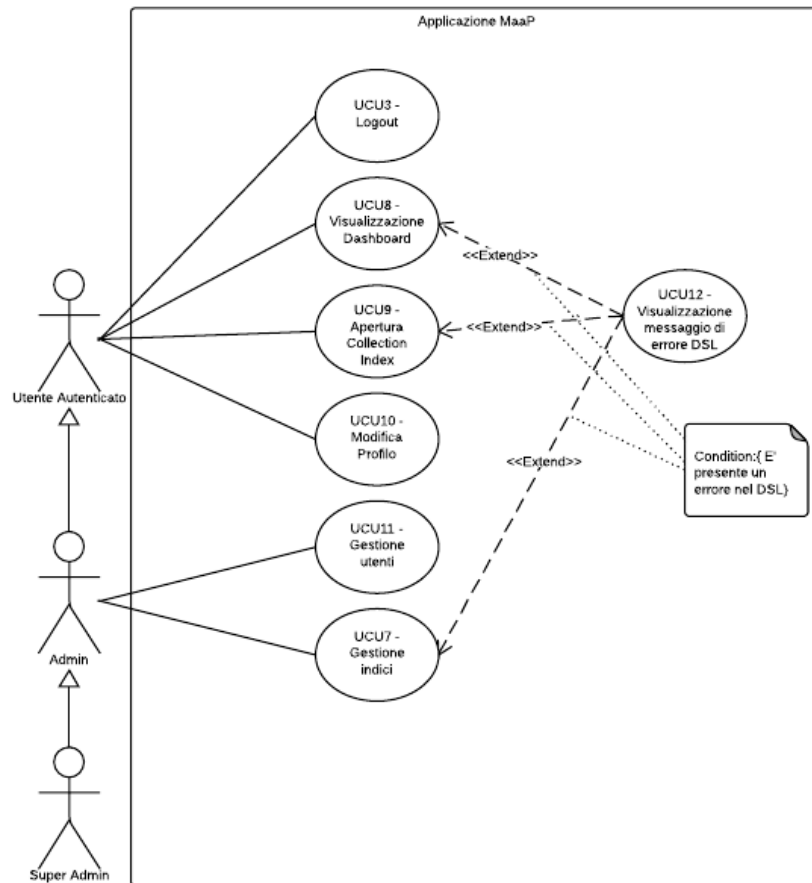 Applicazione MaaP
UCU3 -
Logout
UCU8 -
Visualizzazione
Dashboard
<<Extend>>
UCU12 -
Visualizzazione
messaggio di
errore DSL
UCU9 -
Apertura
Collection
Index
<<Extend>>
Utente Autenticato
UCU10 -
Modifica
Profilo
<<Extend>>
Condition:{ E'
presente un
errore nel DSL}
UCU11 -
Gestione
utenti
Admin
UCU7 -
Gestione
indici
Super Admin